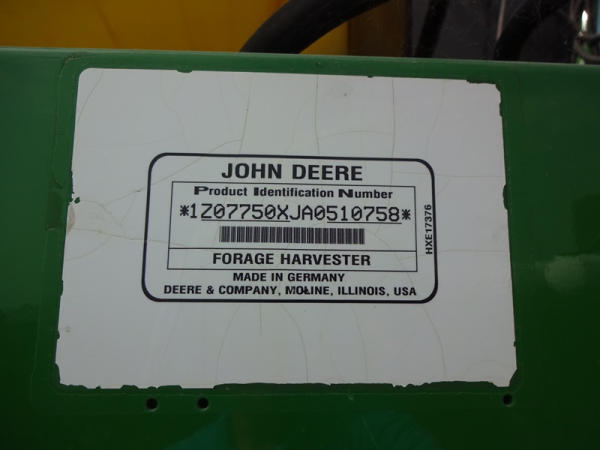 JOHN DEERE
Product Identification Number
*1Z07750XJA0510758*
FORAGE HARVESTER
MADE IN GERMANY
DEERE & COMPANY, MOLINE, ILLINOIS, USA
HXE17376